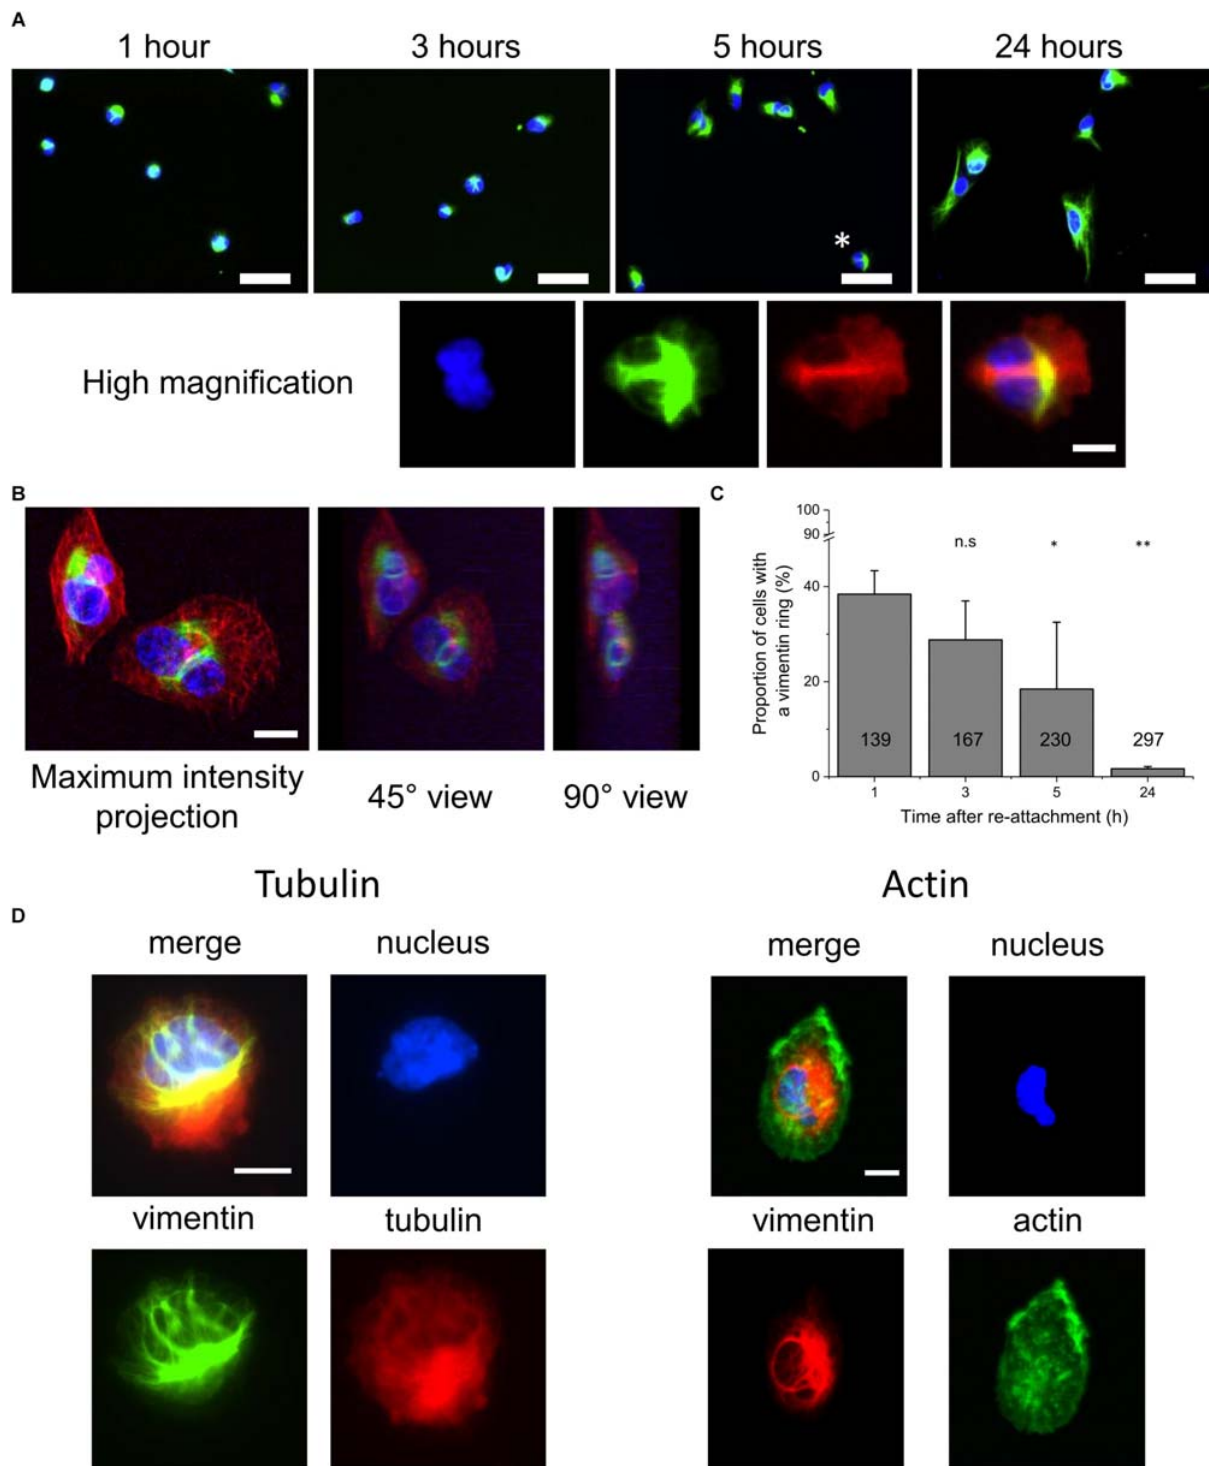 A
1 hour
3 hours
5 hours
24 hours
*
High magnification
B
Maximum intensity
projection
45° view
90° view
C
Proportion of cells with
a vimentin ring (%)
100
90
40
20
0
n.s
*
**
139
167
230
297
1
3
5
24
Time after re-attachment (h)
Tubulin
Actin
D
merge
nucleus
merge
nucleus
vimentin
tubulin
vimentin
actin